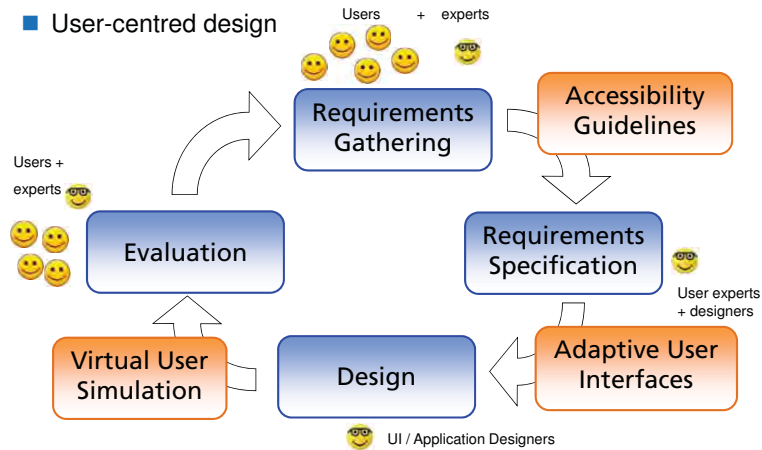 User-centred design
Users + experts
Requirements
Gathering
Accessibility
Guidelines
Requirements
Specification
User experts
+ designers
Adaptive User
Interfaces
Design
UI / Application Designers
Virtual User
Simulation
Evaluation
Users +
experts